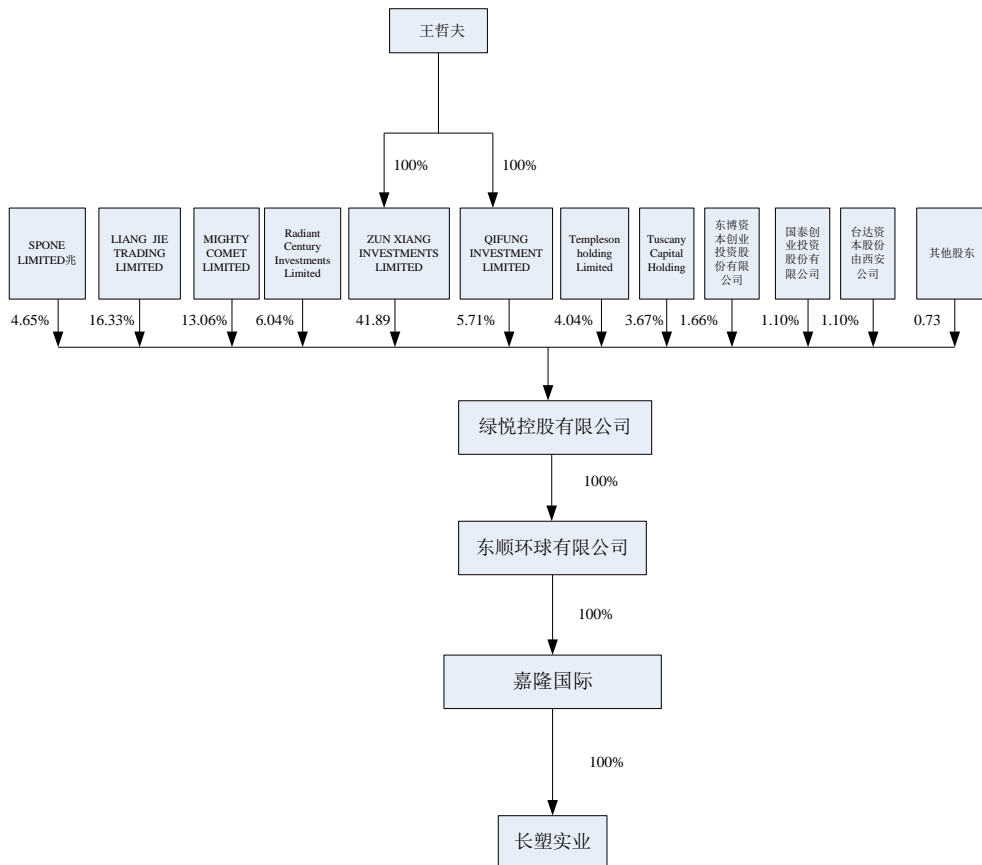 王哲夫
100%
100%
SPONE
LIMITED兆
LIANG JIE
TRADING
LIMITED
MIGHTY
COMET
LIMITED
Radiant
Century
Investments
Limited
ZUN XIANG
INVESTMENTS
LIMITED
QIFUNG
INVESTMENT
LIMITED
Templeson
holding
Limited
Tuscany
Capital
Holding
东博资
本创业
投资股
份有限
公司
国泰创
业投资
股份有
限公司
台达资
本股份
由西安
公司
其他股东
4.65%
16.33%
13.06%
6.04%
41.89
5.71%
4.04%
3.67%
1.66%
1.10%
1.10%
0.73
绿悦控股有限公司
100%
东顺环球有限公司
100%
嘉隆国际
100%
长塑实业